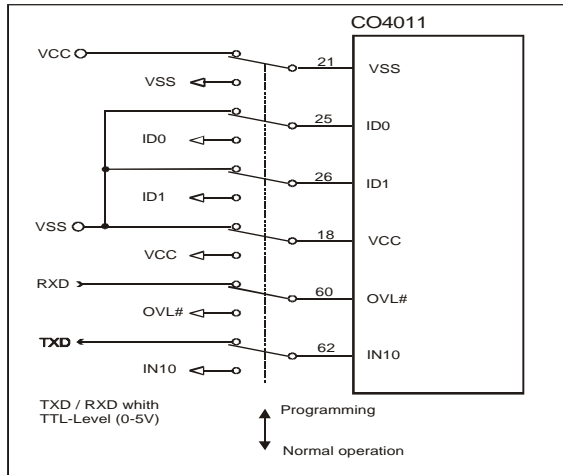 CO4011
VCC
21
VSS
VSS
25
ID0
ID0
26
ID1
ID1
VSS
18
VCC
VCC
RXD
60
OVL#
OVL#
TXD
62
IN10
IN10
TXD / RXD whith
TTL-Level (0-5V)
Programming
Normal operation